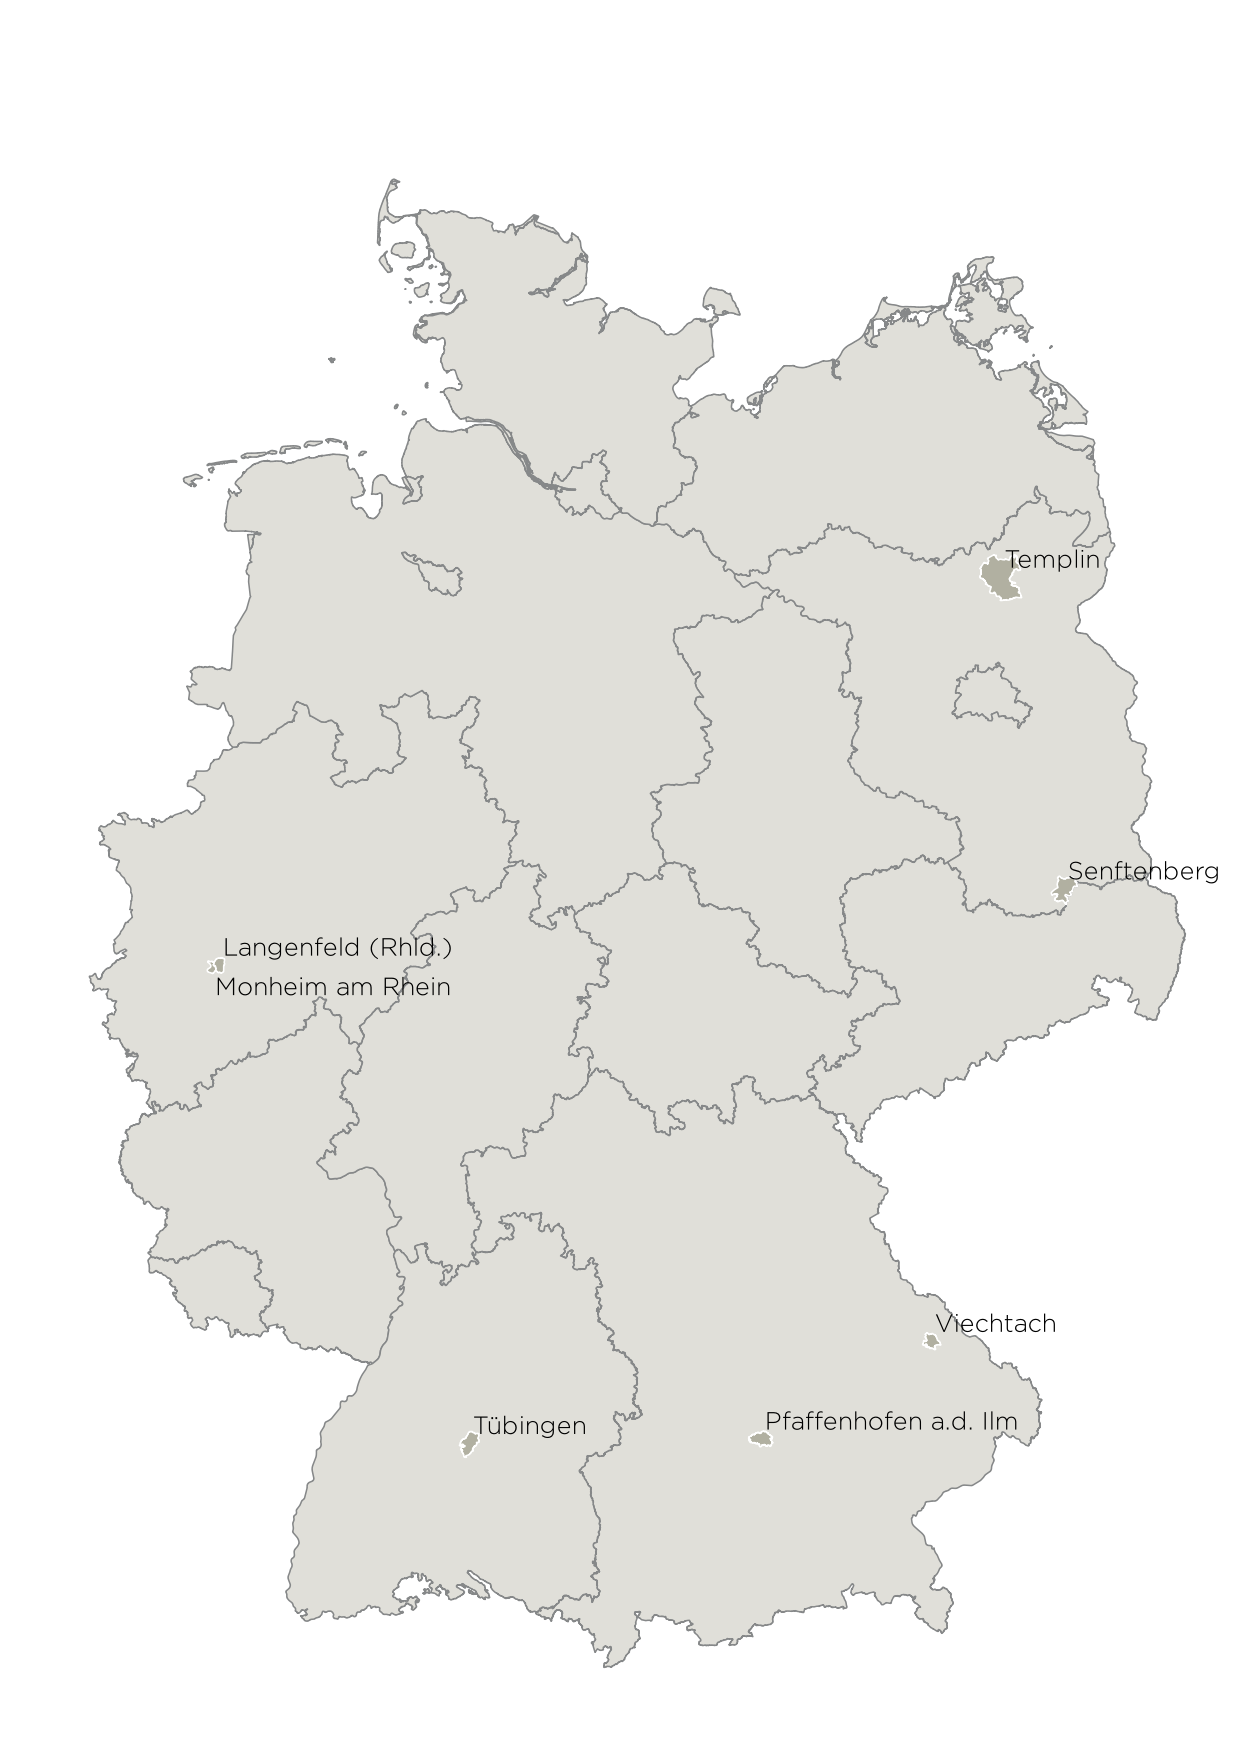 Templin
Senftenberg
Langenfeld (Rhld.)
Monheim am Rhein
Viechtach
Pfaffenhofen a.d. Ilm
Tübingen